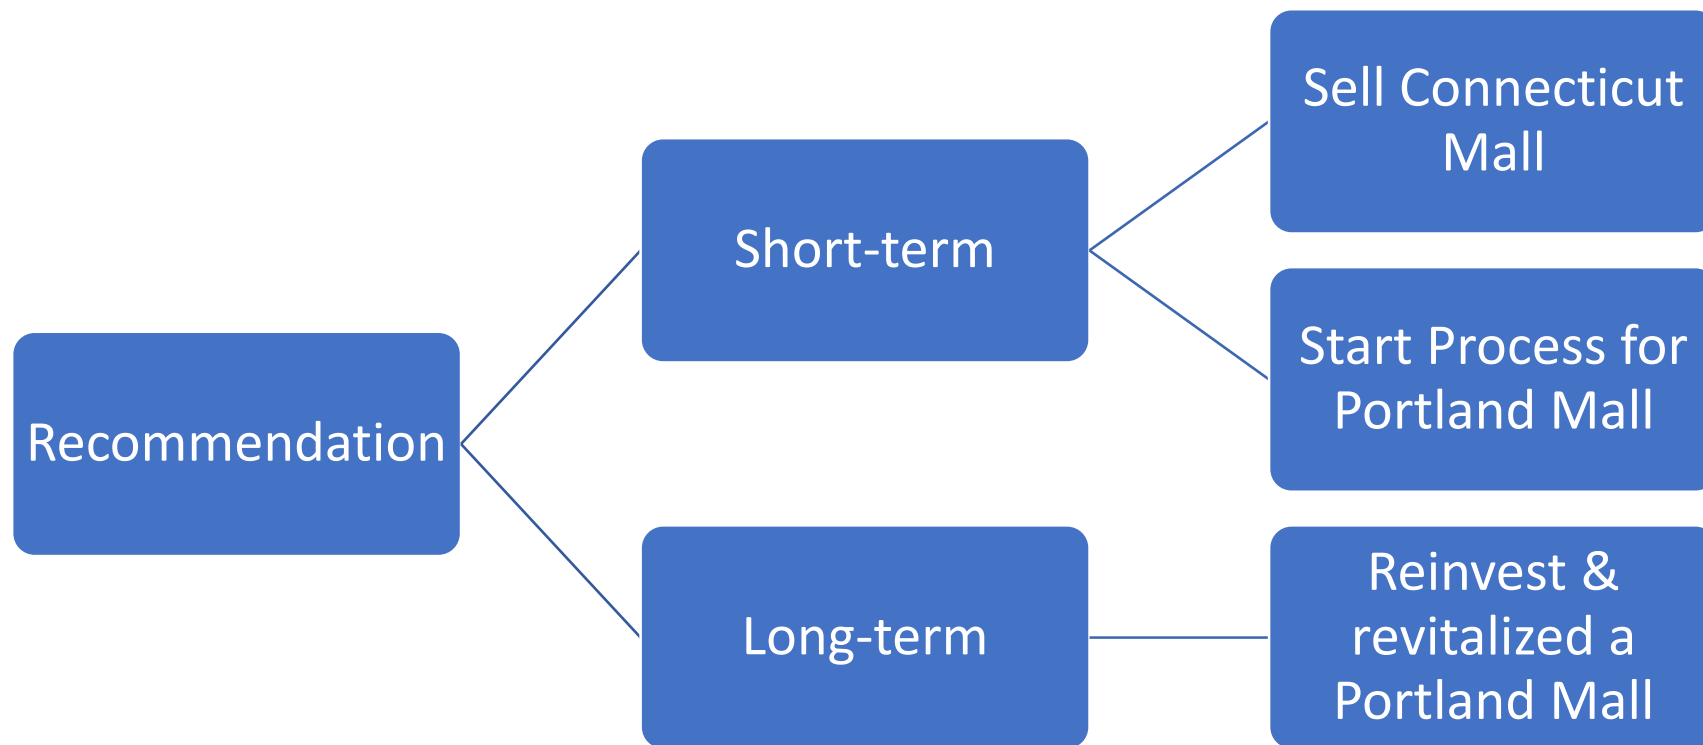 Recommendation
Short-term
Sell Connecticut
Mall
Start Process for
Portland Mall
Long-term
Reinvest &
revitalized a
Portland Mall